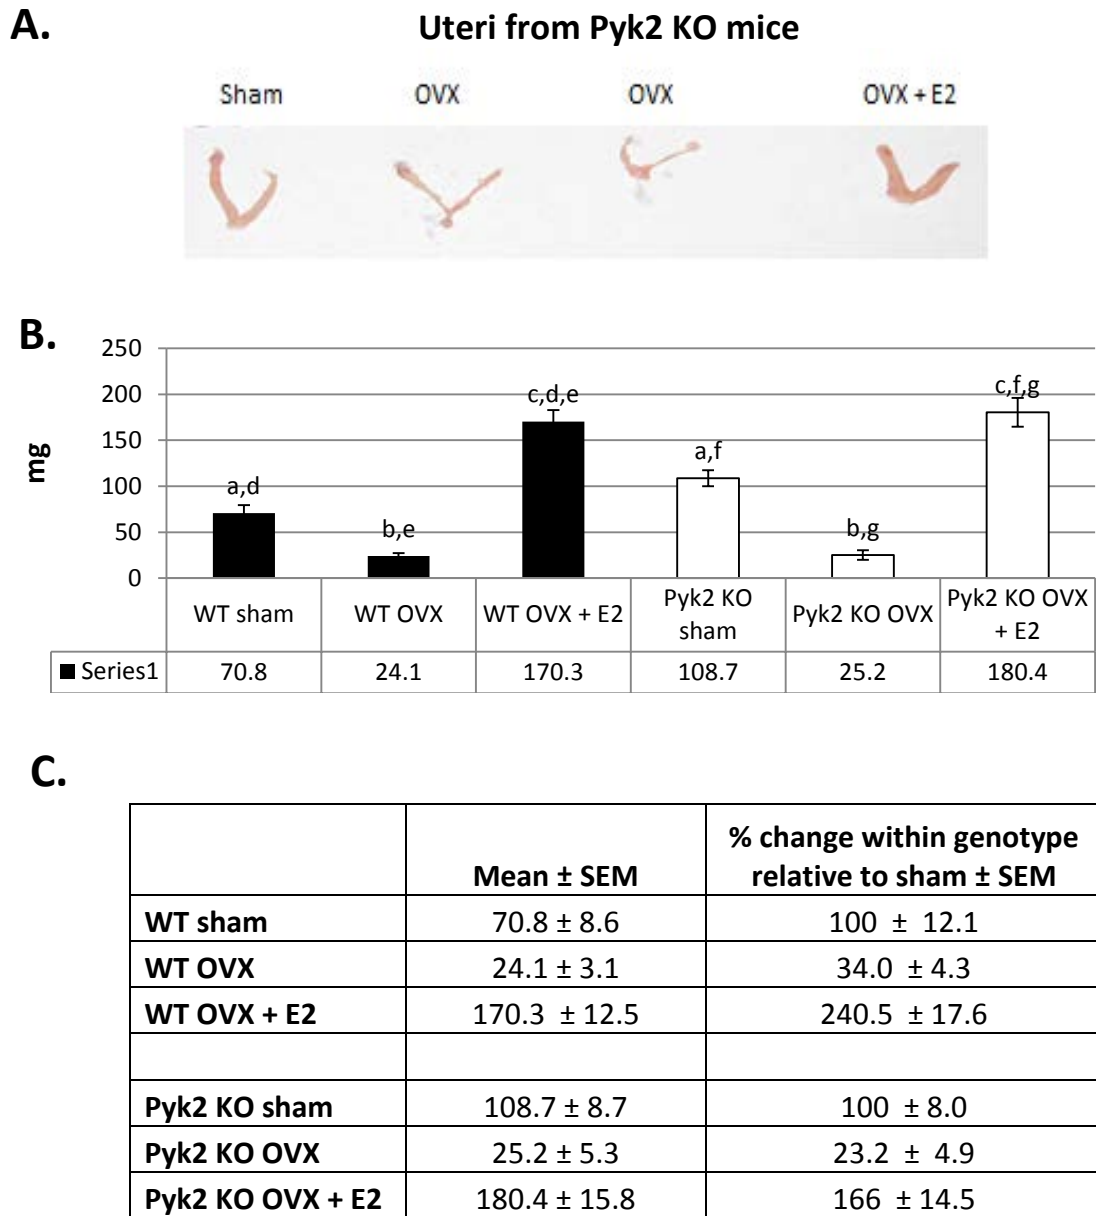 A.
Uteri from Pyk2 KO mice
Sham OVX OVX OVX + E2
B.
250
200
150
100
50
0
mg
a,d
b,e
c,d,e
a,f
b,g
c,f,g
WT sham WT OVX WT OVX + E2 Pyk2 KO sham Pyk2 KO OVX Pyk2 KO OVX + E2
Series1 70.8 24.1 170.3 108.7 25.2 180.4
C.
Mean ± SEM % change within genotype relative to sham ± SEM
WT sham 70.8 ± 8.6 100 ± 12.1
WT OVX 24.1 ± 3.1 34.0 ± 4.3
WT OVX + E2 170.3 ± 12.5 240.5 ± 17.6
Pyk2 KO sham 108.7 ± 8.7 100 ± 8.0
Pyk2 KO OVX 25.2 ± 5.3 23.2 ± 4.9
Pyk2 KO OVX + E2 180.4 ± 15.8 166 ± 14.5